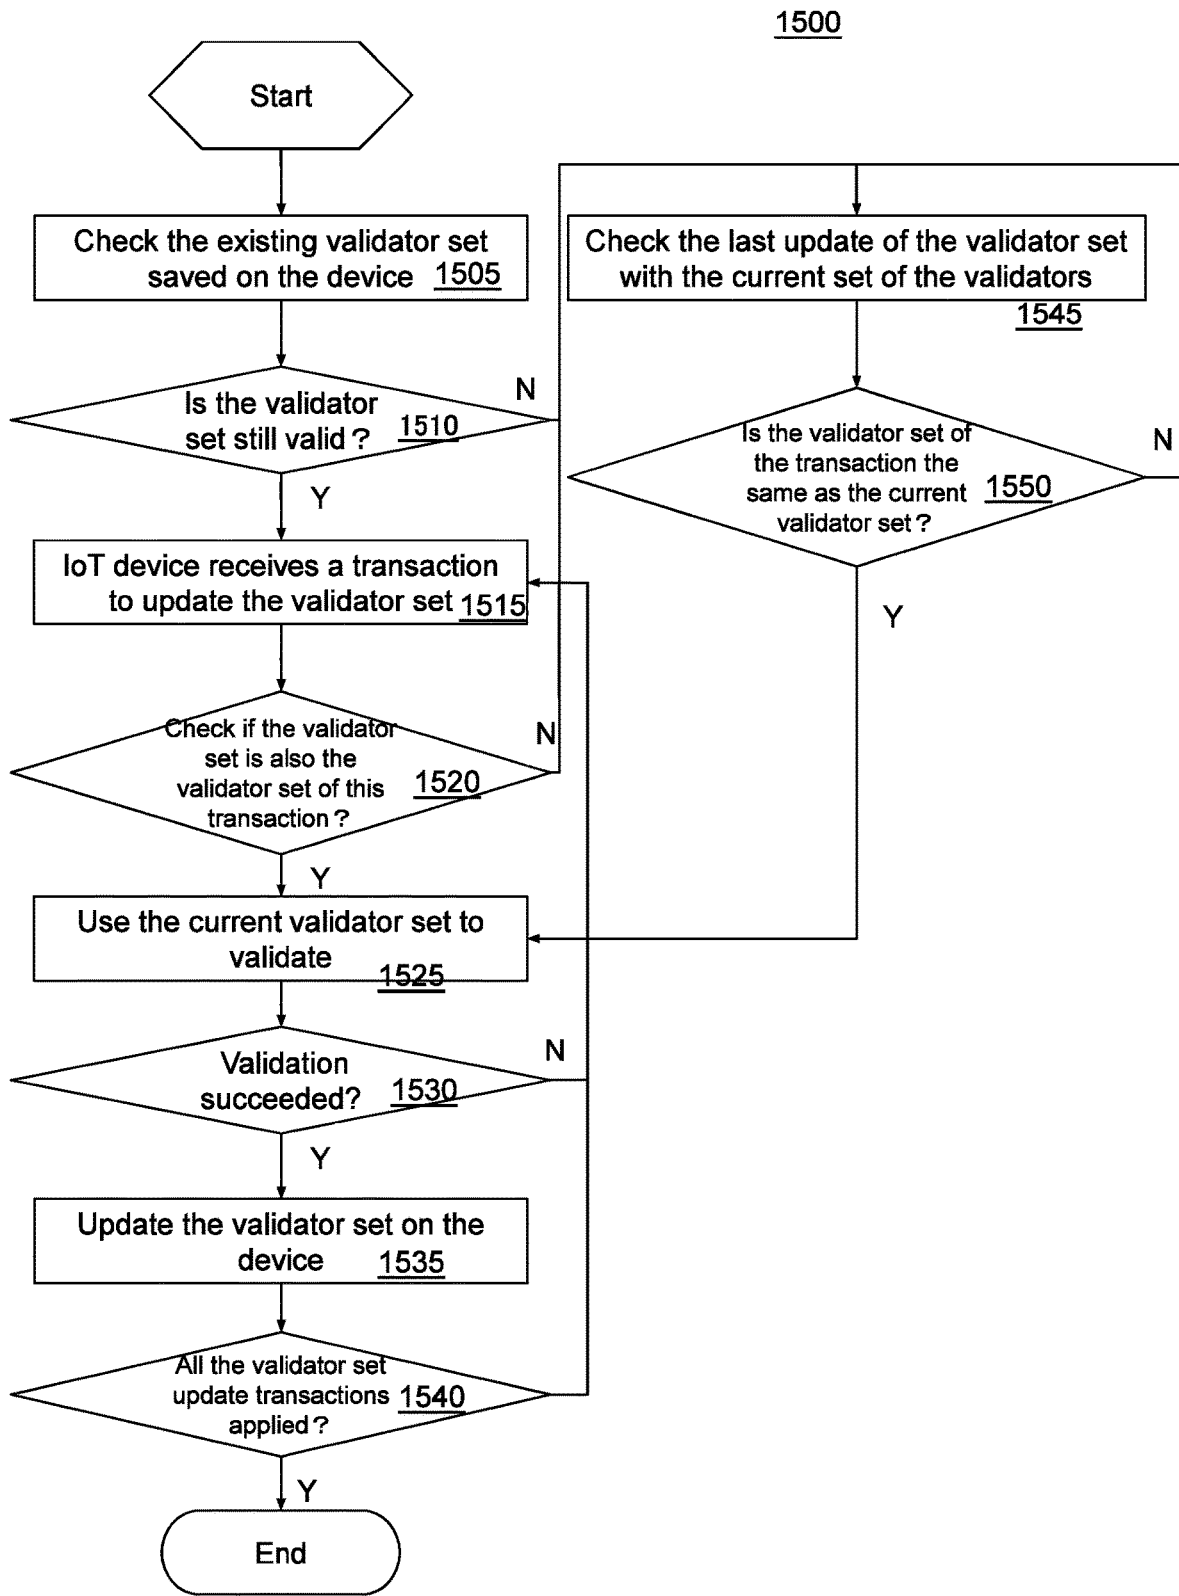 1500
Start
Check the existing validator set
saved on the device 1505
Is the validator
set still valid ? 1510
N
Y
IoT device receives a transaction
to update the validator set 1515
Check if the validator
set is also the
validator set of this
transaction ?
1520
N
Y
Use the current validator set to
validate
1525
Validation
succeeded? 1530
N
Y
Update the validator set on the
device 1535
All the validator set
update transactions
applied ?
1540
Y
End
Check the last update of the validator set
with the current set of the validators
1545
Is the validator set of
the transaction the
same as the current
validator set ?
1550
N
Y